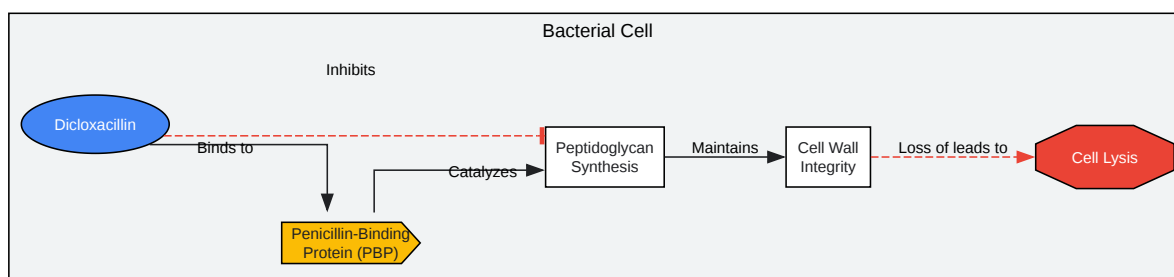 Bacterial Cell
Inhibits
Dicloxacillin
Binds to
Penicillin-Binding
Protein (PBP)
Catalyzes
Peptidoglycan
Synthesis
Maintains
Cell Wall
Integrity
Loss of leads to
Cell Lysis